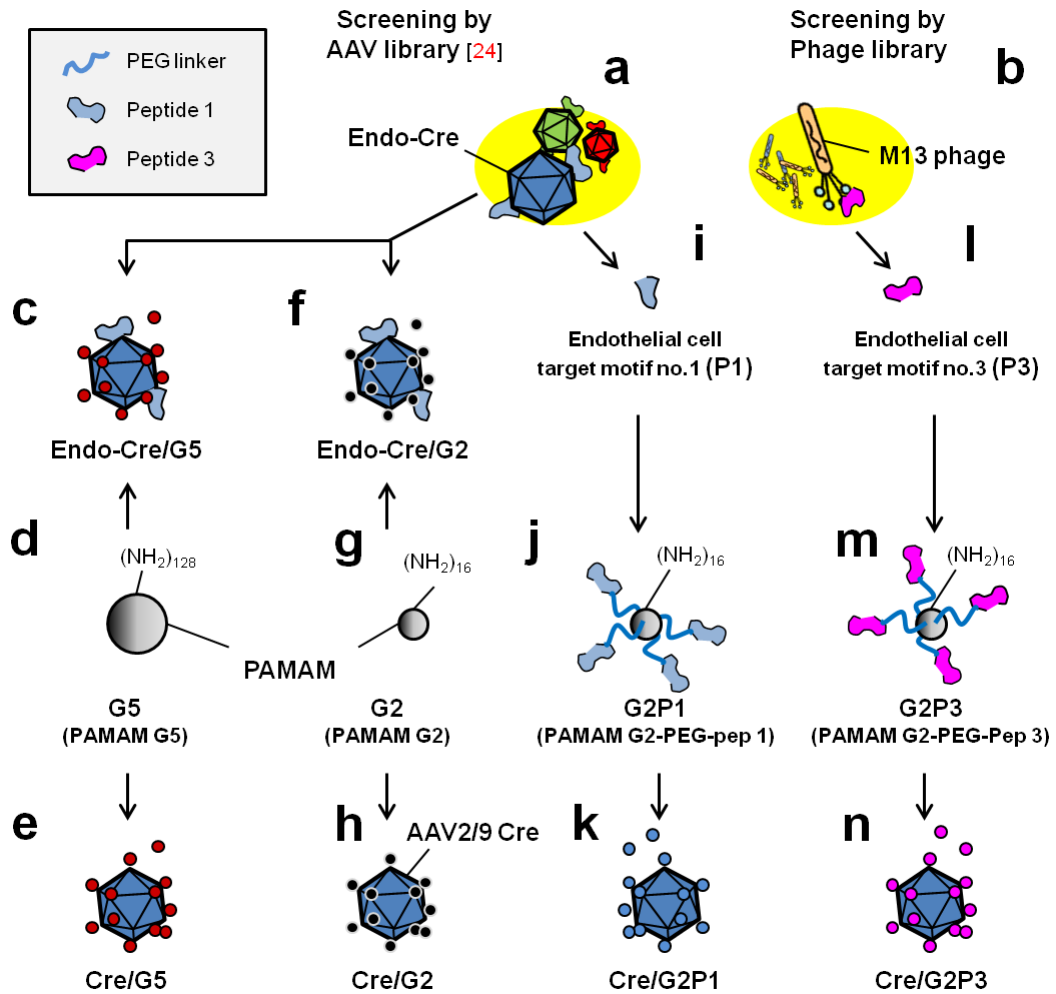 Screening by
AAV library [24]
Screening by
Phage library
PEG linker
Peptide 1
Peptide 3
a
b
Endo-Cre
M13 phage
i
l
c
f
Endothelial cell
target motif no.1 (P1)
Endothelial cell
target motif no.3 (P3)
Endo-Cre/G5
Endo-Cre/G2
d
(NH2)128
g
(NH2)16
j
(NH2)16
m
(NH2)16
PAMAM
G5
(PAMAM G5)
G2
(PAMAM G2)
G2P1
(PAMAM G2-PEG-pep 1)
G2P3
(PAMAM G2-PEG-Pep 3)
e
h
AAV2/9 Cre
k
n
Cre/G5
Cre/G2
Cre/G2P1
Cre/G2P3